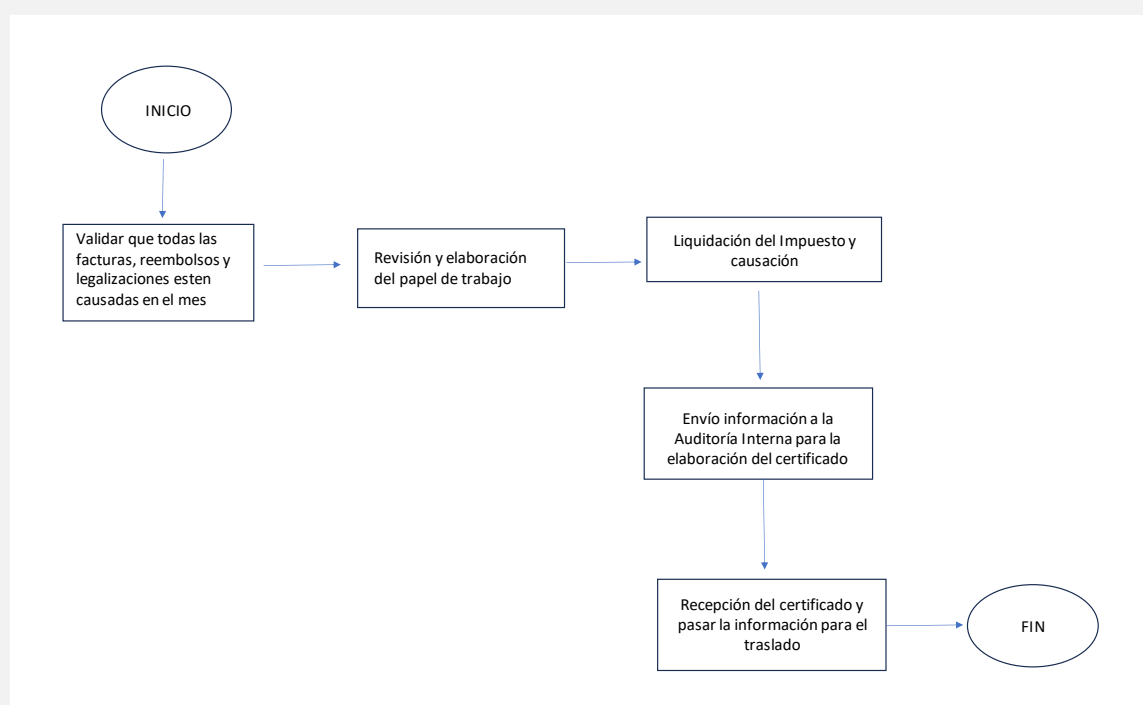 INICIO
Validar que todas las
facturas, reembolsos y
legalizaciones esten
causadas en el mes
Revisión y elaboración
del papel de trabajo
Liquidación del Impuesto y
causación
Envío información a la
Auditoría Interna para la
elaboración del certificado
Recepción del certificado y
pasar la información para el
traslado
FIN